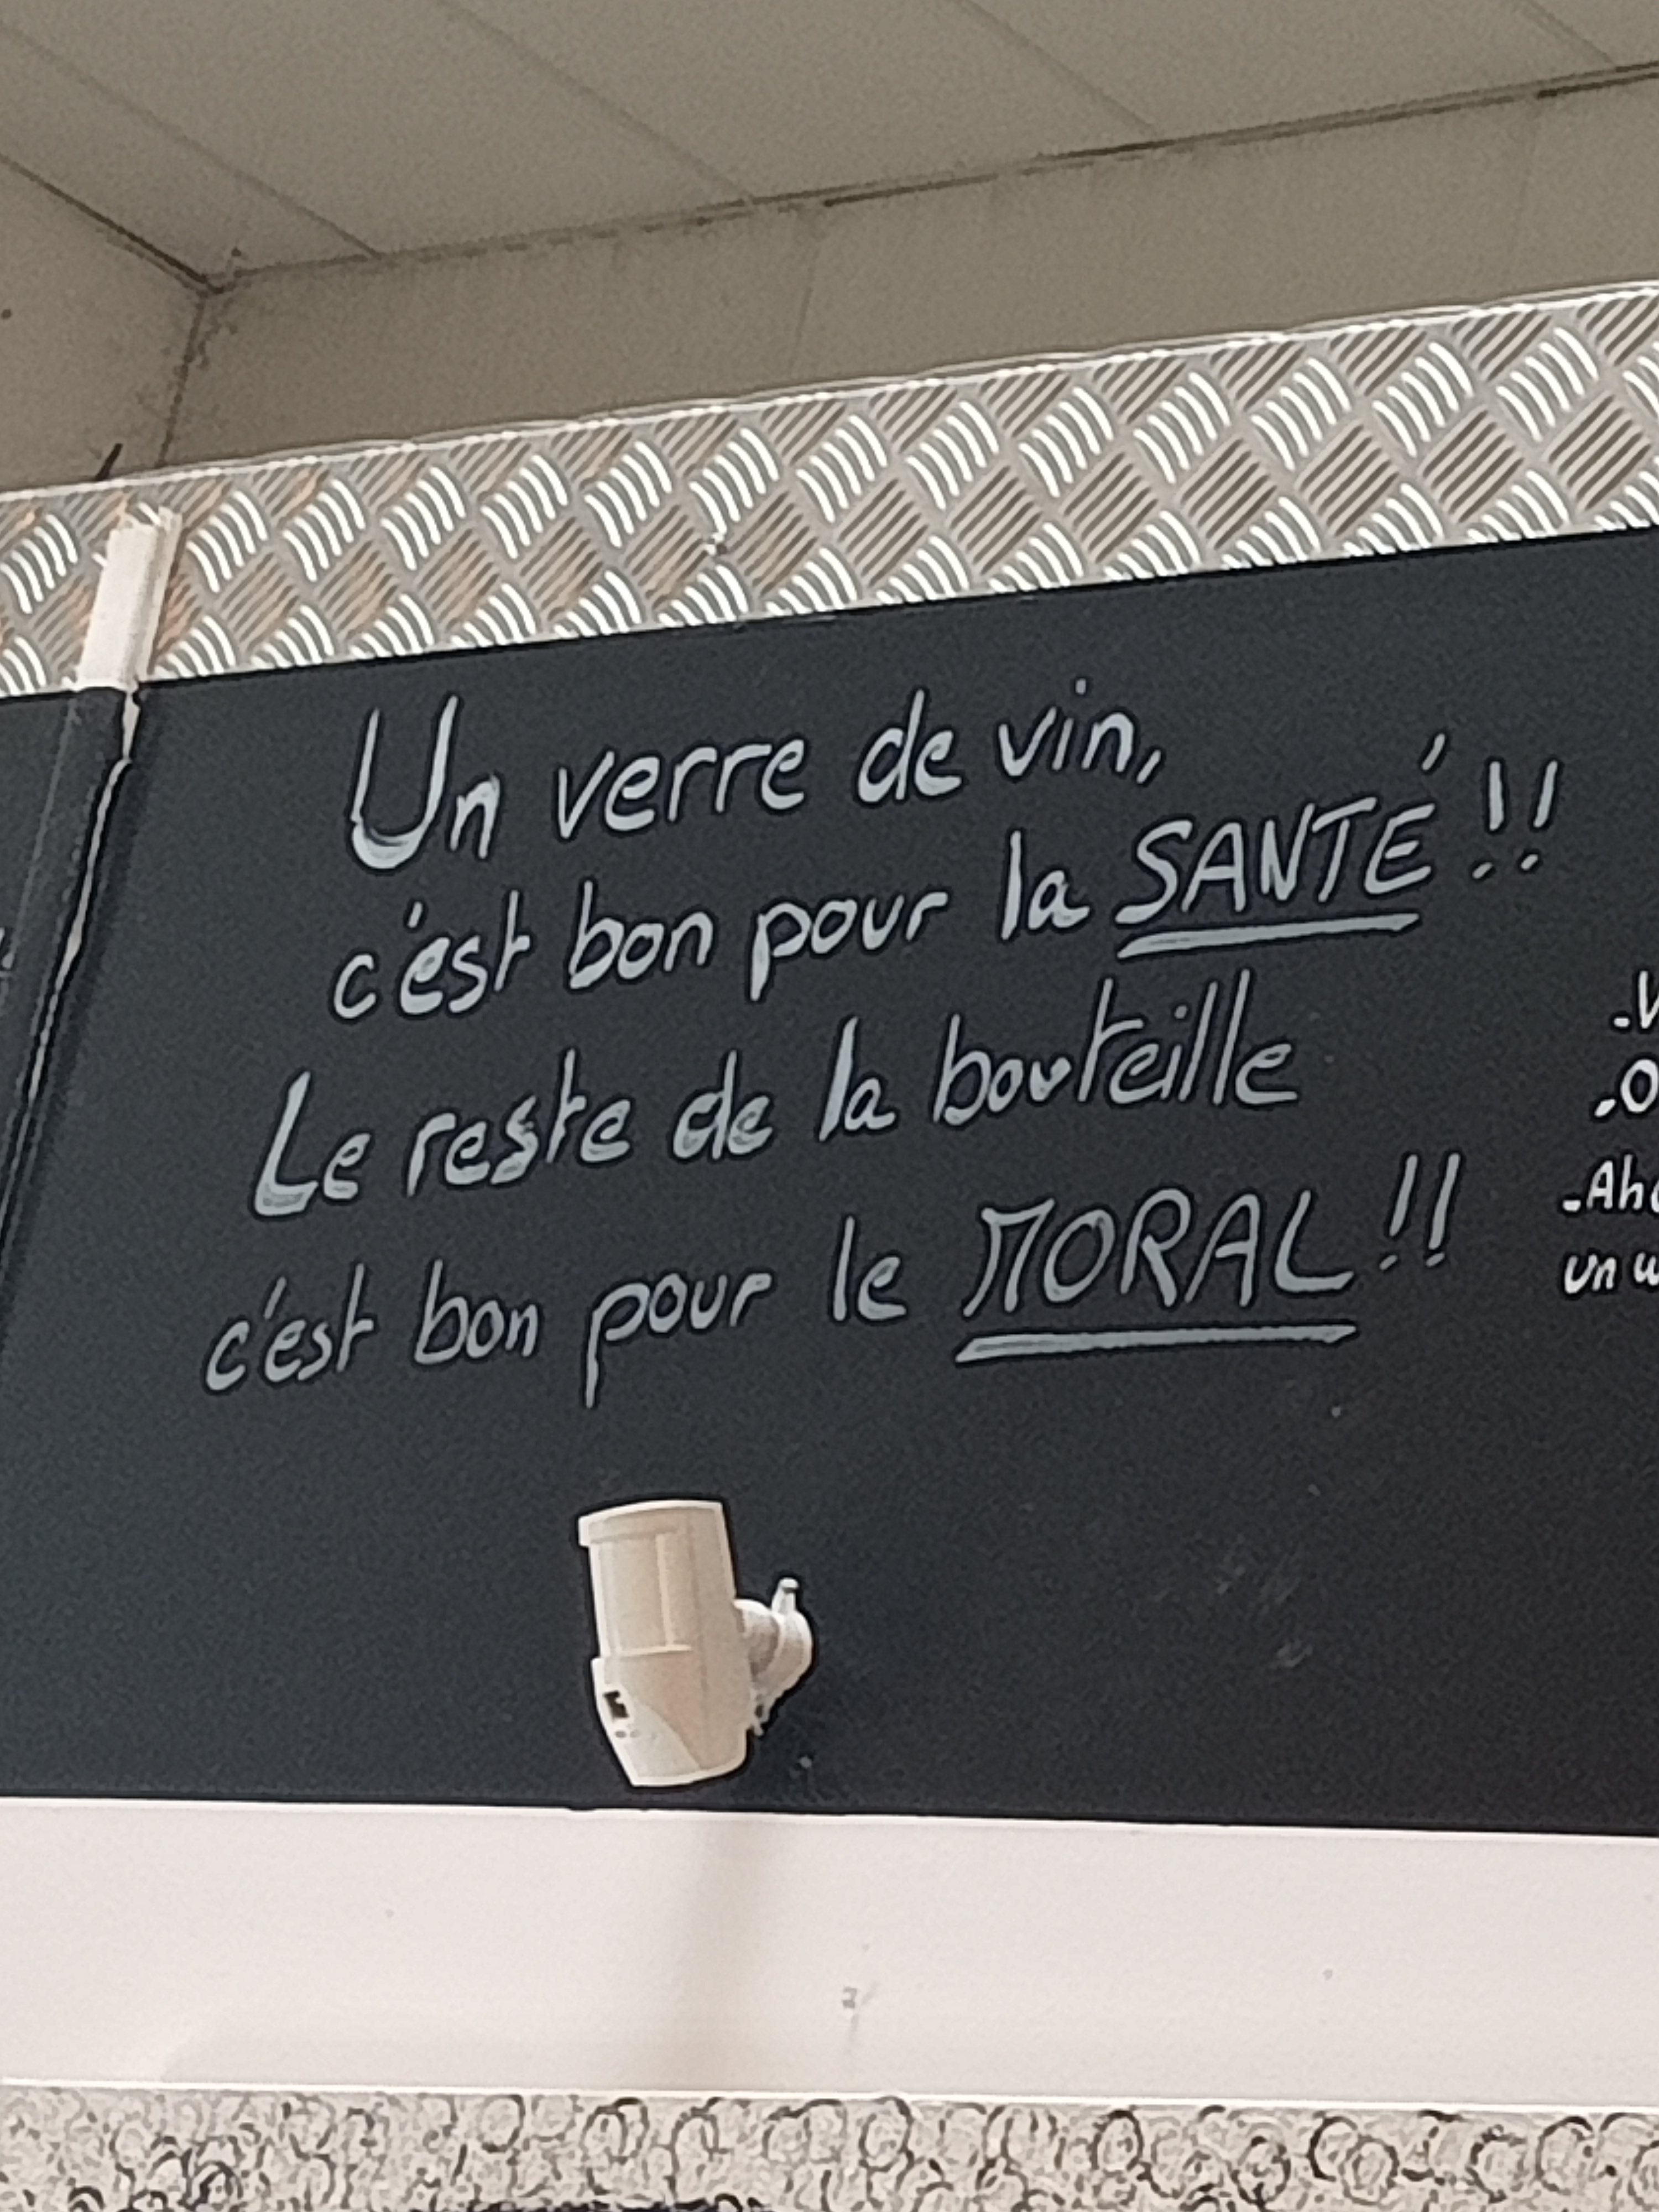 Un verre de vin,
c'est bon pour la SANTÉ !!
Le reste de la bouteille
c'est bon pour le MORAL !!
un